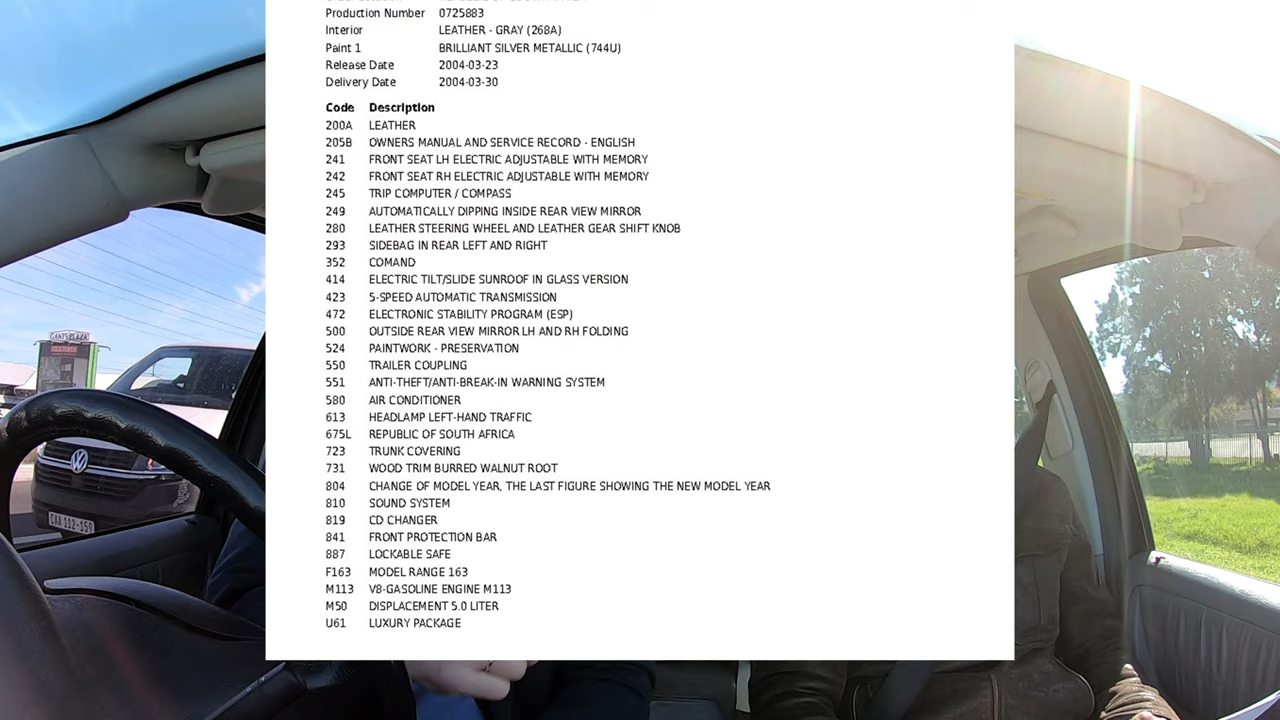 Production Number 0725883
Interior LEATHER - GRAY (268A)
Paint 1 BRILLIANT SILVER METALLIC (744U)
Release Date 2004-03-23
Delivery Date 2004-03-30
Code Description
200A LEATHER
205B OWNERS MANUAL AND SERVICE RECORD - ENGLISH
241 FRONT SEAT LH ELECTRIC ADJUSTABLE WITH MEMORY
242 FRONT SEAT RH ELECTRIC ADJUSTABLE WITH MEMORY
245 TRIP COMPUTER / COMPASS
249 AUTOMATICALLY DIPPING INSIDE REAR VIEW MIRROR
280 LEATHER STEERING WHEEL AND LEATHER GEAR SHIFT KNOB
293 SIDEBAG IN REAR LEFT AND RIGHT
352 COMAND
414 ELECTRIC TILT/SLIDE SUNROOF IN GLASS VERSION
423 5-SPEED AUTOMATIC TRANSMISSION
472 ELECTRONIC STABILITY PROGRAM (ESP)
500 OUTSIDE REAR VIEW MIRROR LH AND RH FOLDING
524 PAINTWORK - PRESERVATION
550 TRAILER COUPLING
551 ANTI-THEFT/ANTI-BREAK-IN WARNING SYSTEM
580 AIR CONDITIONER
613 HEADLAMP LEFT-HAND TRAFFIC
675L REPUBLIC OF SOUTH AFRICA
723 TRUNK COVERING
731 WOOD TRIM BURRED WALNUT ROOT
804 CHANGE OF MODEL YEAR, THE LAST FIGURE SHOWING THE NEW MODEL YEAR
810 SOUND SYSTEM
819 CD CHANGER
841 FRONT PROTECTION BAR
887 LOCKABLE SAFE
F163 MODEL RANGE 163
M113 V8-GASOLINE ENGINE M113
M50 DISPLACEMENT 5.0 LITER
U61 LUXURY PACKAGE
CAA 112-159